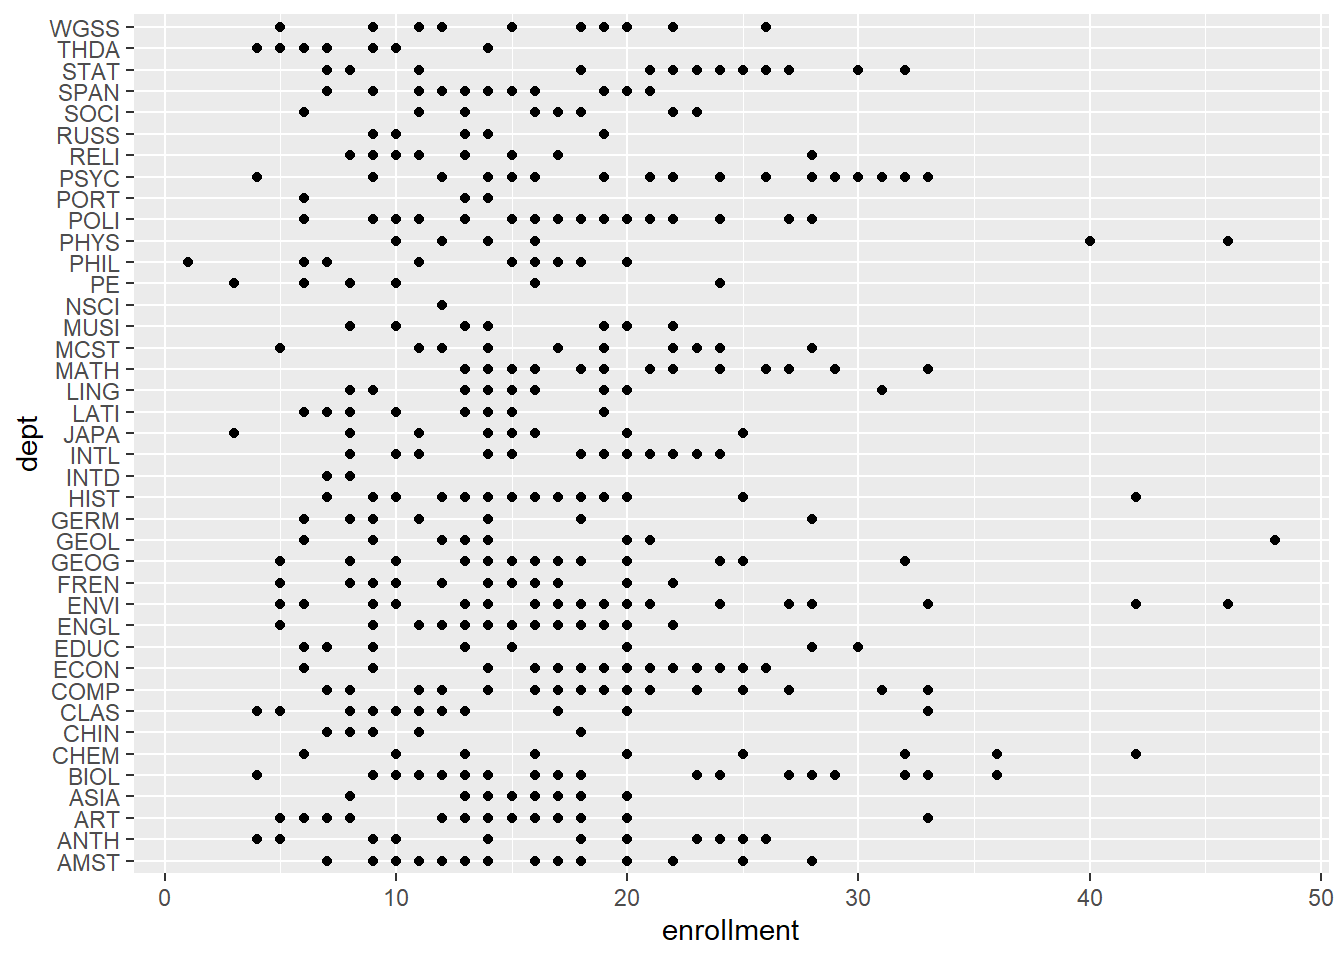 WGSS
THDA
STAT
SPAN
SOCI
RUSS
RELI
PSYC
PORT
POLI
PHYS
PHIL
PE
NSCI
MUSI
MCST
MATH
LING
LATI
JAPA
INTL
INTD
HIST
GERM
GEOL
GEOG
FREN
ENVI
ENGL
EDUC
ECON
COMP
CLAS
CHIN
CHEM
BIOL
ASIA
ART
ANTH
AMST
dept
0 10 20 30 40 50
enrollment